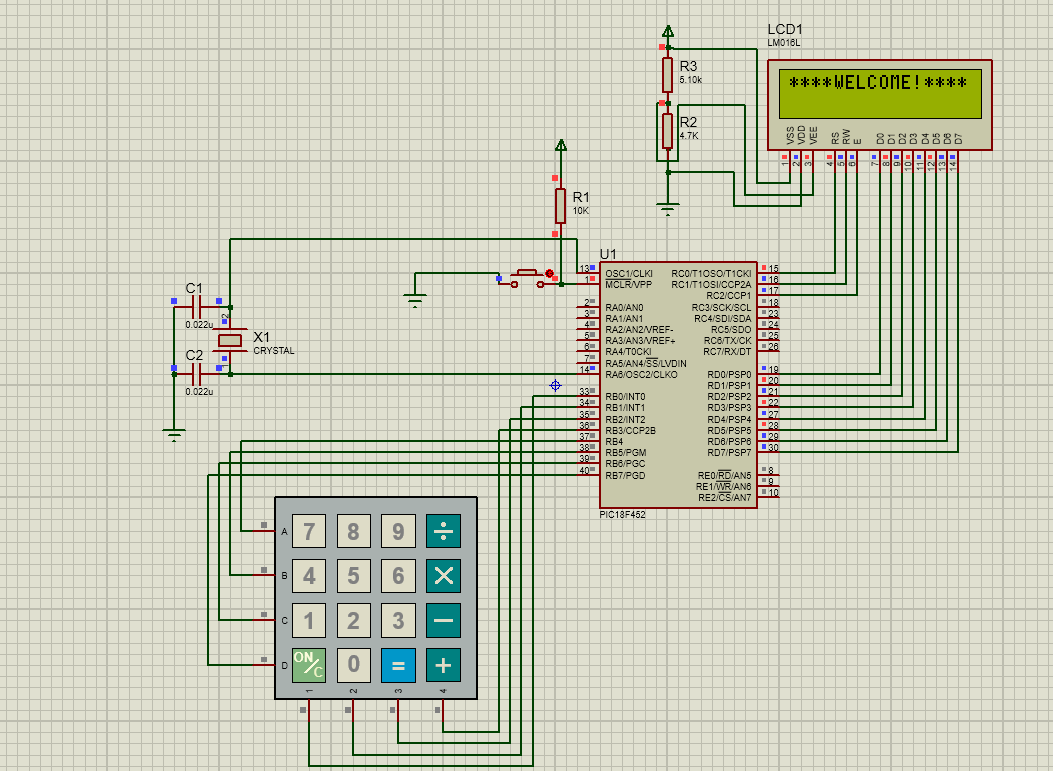 LCD1
LM016L
****WELCOME!****
VSS VDD VEE RS RW E D0 D1 D2 D3 D4 D5 D6 D7
1 2 3 4 5 6 7 8 9 10 11 12 13 14
R3
5.10k
R2
4.7K
R1
10K
U1
13 OSC1/CLKI RC0/T1OSO/T1CKI 15
1 MCLR/VPP RC1/T1OSI/CCP2A 16
RC2/CCP1 17
2 RA0/AN0 RC3/SCK/SCL 18
3 RA1/AN1 RC4/SDI/SDA 23
4 RA2/AN2/VREF- RC5/SDO 24
5 RA3/AN3/VREF+ RC6/TX/CK 25
6 RA4/T0CKI RC7/RX/DT 26
7 RA5/AN4/SS/LVDIN
14 RA6/OSC2/CLKO RD0/PSP0 19
RD1/PSP1 20
33 RB0/INT0 RD2/PSP2 21
34 RB1/INT1 RD3/PSP3 22
35 RB2/INT2 RD4/PSP4 27
36 RB3/CCP2B RD5/PSP5 28
37 RB4 RD6/PSP6 29
38 RB5/PGM RD7/PSP7 30
39 RB6/PGC
40 RB7/PGD RE0/RD/AN5 8
RE1/WR/AN6 9
RE2/CS/AN7 10
PIC18F452
C1
0.022u
2
X1
CRYSTAL
1
C2
0.022u
A 7 8 9 ÷
B 4 5 6 ×
C 1 2 3 −
D ON/C 0 = +
1 2 3 4